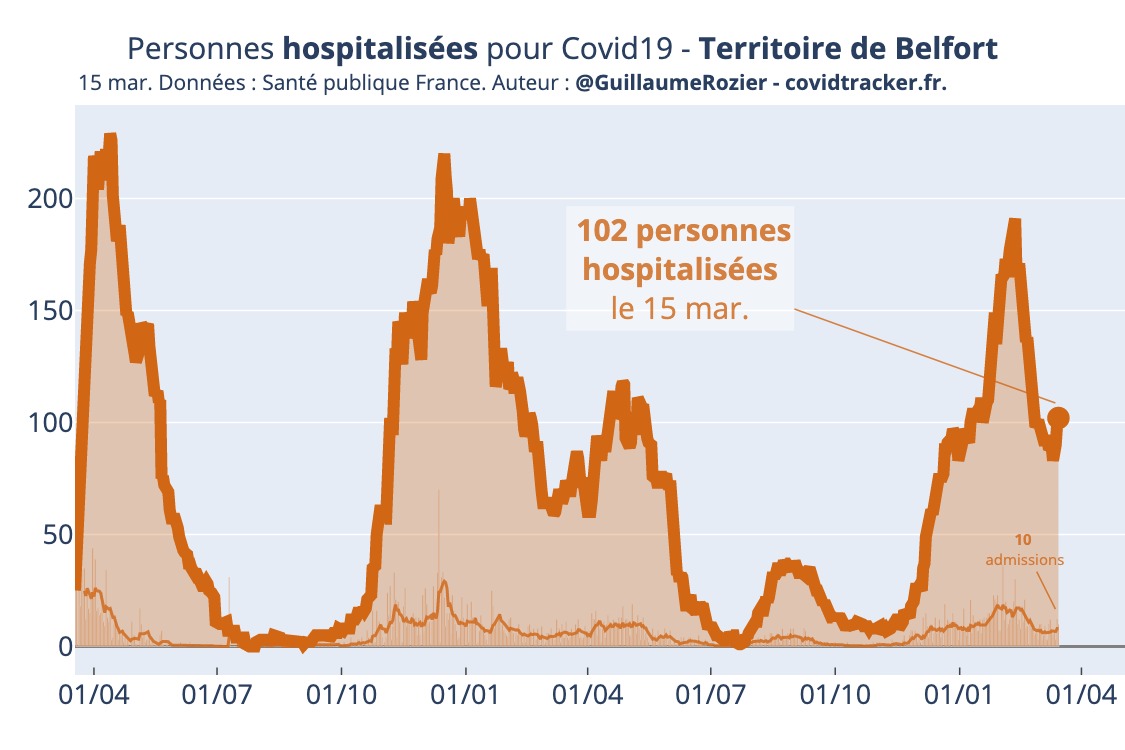 Personnes hospitalisées pour Covid19 - Territoire de Belfort
15 mar. Données : Santé publique France. Auteur : @GuillaumeRozier - covidtracker.fr.
200
102 personnes
hospitalisées
le 15 mar.
150
100
50
10
admissions
0
01/04 01/07 01/10 01/01 01/04 01/07 01/10 01/01 01/04